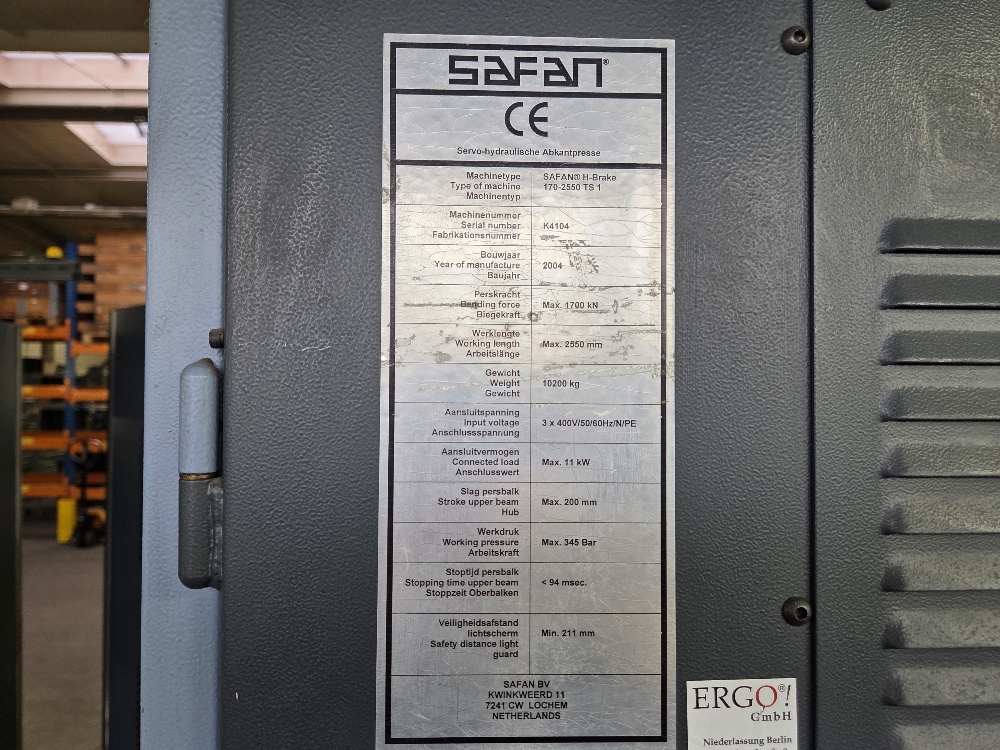 SAFAN®
CE
Servo-hydraulische Abkantpresse
Machinetype
Type of machine
Machinentyp
SAFAN® H-Brake
170-2550 TS 1
Machinenummer
Serial number
Fabrikationsnummer
K4104
Bouwjaar
Year of manufacture
Baujahr
2004
Perskracht
Bending force
Biegekraft
Max. 1700 kN
Werklengte
Working length
Arbeitslänge
Max. 2550 mm
Gewicht
Weight
Gewicht
10200 kg
Aansluitspanning
Input voltage
Anschlussspannung
3 x 400V/50/60Hz/N/PE
Aansluitvermogen
Connected load
Anschlusswert
Max. 11 kW
Slag persbalk
Stroke upper beam
Hub
Max. 200 mm
Werkdruk
Working pressure
Arbeitskraft
Max. 345 Bar
Stoptijd persbalk
Stopping time upper beam
Stoppzeit Oberbalken
< 94 msec.
Veiligheidsafstand
lichtscherm
Safety distance light
guard
Min. 211 mm
SAFAN BV
KWINKWEERD 11
7241 CW LOCHEM
NETHERLANDS
ERGO®!
GmbH
Niederlassung Berlin